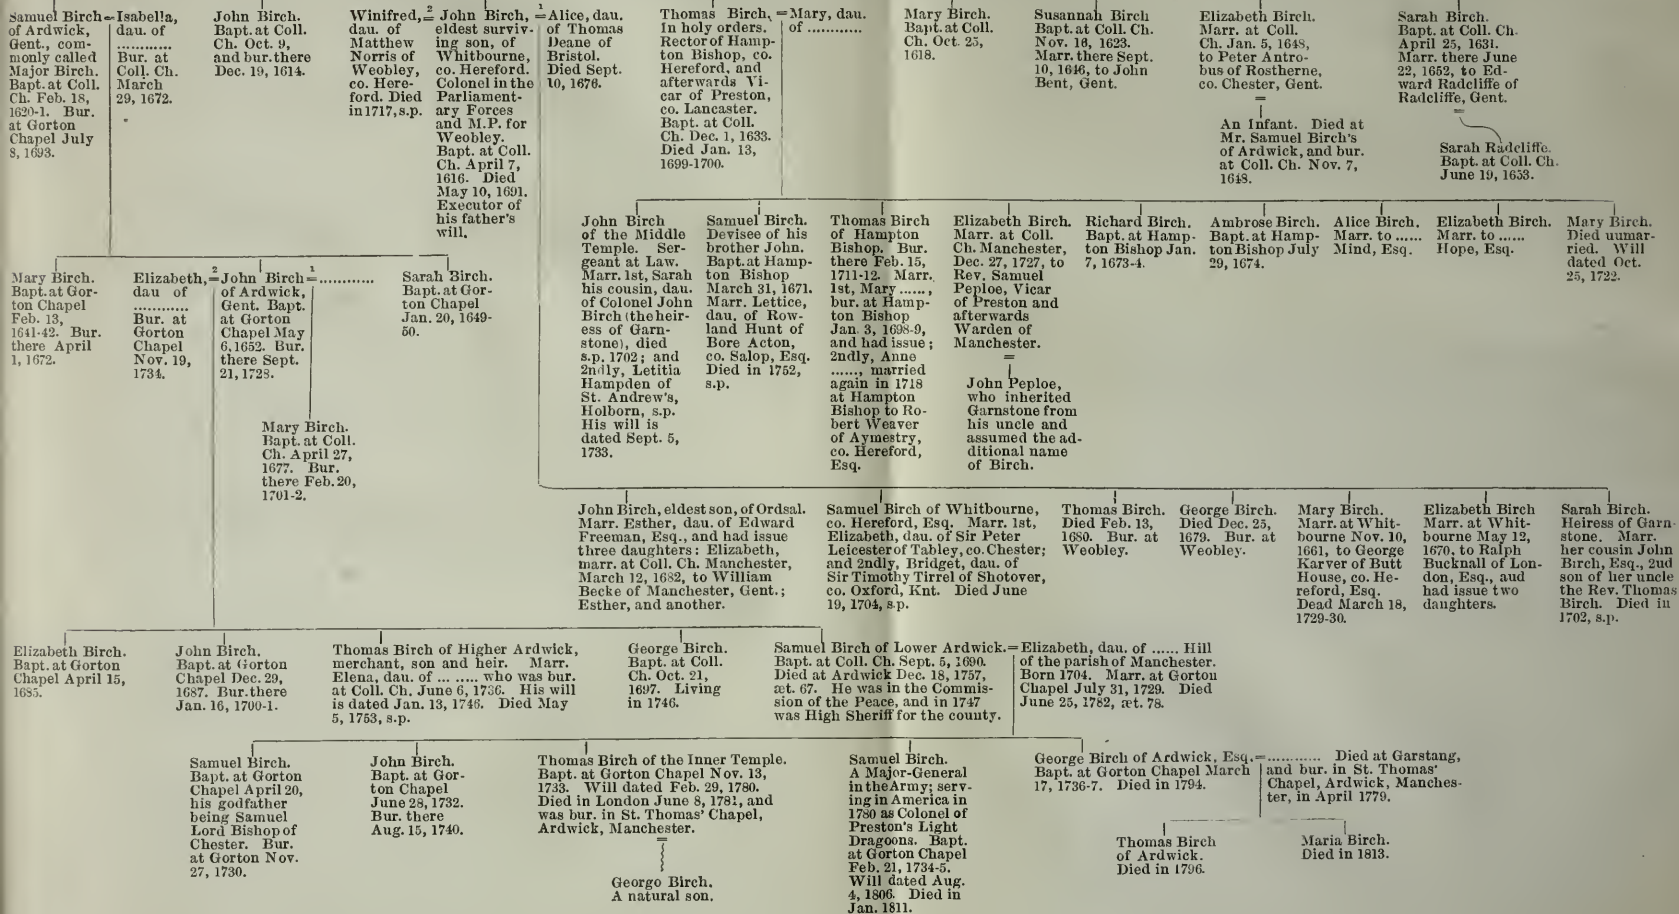 Samuel Birch=Isabella,
of Ardwick,
Gent., com-
monly called
Major Birch.
Bapt. at Coll.
Ch. Feb. 18,
1620-1. Bur.
at Gorton
Chapel July
8, 1693.
dau. of
............
Bur. at
Coll. Ch.
March
29, 1672.
John Birch.
Bapt. at Coll.
Ch. Oct. 9,
and bur. there
Dec. 19, 1614.
Winifred,=
dau. of
Matthew
Norris of
Weobley,
co. Here-
ford. Died
in 1717, s.p.
2
John Birch,
eldest surviv-
ing son, of
Whitbourne,
co. Hereford.
Colonel in the
Parliament-
ary Forces
and M.P. for
Weobley.
Bapt. at Coll.
Ch. April 7,
1616. Died
May 10, 1691.
Executor of
his father's
will.
1
=Alice, dau.
of Thomas
Deane of
Bristol.
Died Sept.
10, 1676.
Thomas Birch,
In holy orders.
Rector of Hamp-
ton Bishop, co.
Hereford, and
afterwards Vi-
car of Preston,
co. Lancaster.
Bapt. at Coll.
Ch. Dec. 1, 1633.
Died Jan. 13,
1699-1700.
=Mary, dau.
of ............
Mary Birch.
Bapt. at Coll.
Ch. Oct. 25,
1618.
Susannah Birch
Bapt. at Coll. Ch.
Nov. 16, 1623.
Marr. there Sept.
10, 1646, to John
Bent, Gent.
Elizabeth Birch.
Marr. at Coll.
Ch. Jan. 5, 1648,
to Peter Antro-
bus of Rostherne,
co. Chester, Gent.
=
An Infant. Died at
Mr. Samuel Birch's
of Ardwick, and bur.
at Coll. Ch. Nov. 7,
1648.
Sarah Birch.
Bapt. at Coll. Ch.
April 25, 1631.
Marr. there June
22, 1652, to Ed-
ward Radcliffe of
Radcliffe, Gent.
=
Sarah Radcliffe.
Bapt. at Coll. Ch.
June 19, 1653.
John Birch
of the Middle
Temple. Ser-
geant at Law.
Marr. 1st, Sarah
his cousin, dau.
of Colonel John
Birch (the heir-
ess of Garn-
stone), died
s.p. 1702; and
2ndly, Letitia
Hampden of
St. Andrew's,
Holborn, s.p.
His will is
dated Sept. 5,
1733.
Samuel Birch.
Devisee of his
brother John.
Bapt. at Hamp-
ton Bishop
March 31, 1671.
Marr. Lettice,
dau. of Row-
land Hunt of
Bore Acton,
co. Salop, Esq.
Died in 1752,
s.p.
Thomas Birch
of Hampton
Bishop. Bur.
there Feb. 15,
1711-12. Marr.
1st, Mary ......,
bur. at Hamp-
ton Bishop
Jan. 3, 1698-9,
and had issue;
2ndly, Anne
......, married
again in 1718
at Hampton
Bishop to Ro-
bert Weaver
of Aymestry,
co. Hereford,
Esq.
Elizabeth Birch.
Marr. at Coll.
Ch. Manchester,
Dec. 27, 1727, to
Rev. Samuel
Peploe, Vicar
of Preston and
afterwards
Warden of
Manchester.
=
John Peploe,
who inherited
Garnstone from
his uncle and
assumed the ad-
ditional name
of Birch.
Richard Birch.
Bapt. at Hamp-
ton Bishop Jan.
7, 1673-4.
Ambrose Birch.
Bapt. at Hamp-
ton Bishop July
29, 1674.
Alice Birch.
Marr. to ......
Mind, Esq.
Elizabeth Birch.
Marr. to ......
Hope, Esq.
Mary Birch.
Died unmar-
ried. Will
dated Oct.
25, 1722.
Mary Birch.
Bapt. at Gor-
ton Chapel
Feb. 13,
1641-42. Bur.
there April
1, 1672.
Elizabeth,=
dau of
............
Bur. at
Gorton
Chapel
Nov. 19,
1734.
2
John Birch=............
of Ardwick,
Gent. Bapt.
at Gorton
Chapel May
6, 1652. Bur.
there Sept.
21, 1728.
1
Sarah Birch.
Bapt. at Gor-
ton Chapel
Jan. 20, 1649-
50.
Mary Birch.
Bapt. at Coll.
Ch. April 27,
1677. Bur.
there Feb. 20,
1701-2.
John Birch, eldest son, of Ordsal.
Marr. Esther, dau. of Edward
Freeman, Esq., and had issue
three daughters: Elizabeth,
marr. at Coll. Ch. Manchester,
March 12, 1682, to William
Becke of Manchester, Gent.;
Esther, and another.
Samuel Birch of Whitbourne,
co. Hereford, Esq. Marr. 1st,
Elizabeth, dau. of Sir Peter
Leicester of Tabley, co. Chester;
and 2ndly, Bridget, dau. of
Sir Timothy Tirrel of Shotover,
co. Oxford, Knt. Died June
19, 1704, s.p.
Thomas Birch.
Died Feb. 13,
1680. Bur. at
Weobley.
George Birch.
Died Dec. 25,
1679. Bur. at
Weobley.
Mary Birch.
Marr. at Whit-
bourne Nov. 10,
1661, to George
Karver of Butt
House, co. He-
reford, Esq.
Dead March 18,
1729-30.
Elizabeth Birch
Marr. at Whit-
bourne May 12,
1670, to Ralph
Bucknall of Lon-
don, Esq., aud
had issue two
daughters.
Sarah Birch.
Heiress of Garn-
stone. Marr.
her cousin John
Birch, Esq., 2ud
son of her uncle
the Rev. Thomas
Birch. Died in
1702, s.p.
Elizabeth Birch.
Bapt. at Gorton
Chapel April 15,
1685.
John Birch.
Bapt. at Gorton
Chapel Dec. 29,
1687. Bur. there
Jan. 16, 1700-1.
Thomas Birch of Higher Ardwick,
merchant, son and heir. Marr.
Elena, dau. of ... ...... who was bur.
at Coll. Ch. June 6, 1736. His will
is dated Jan. 13, 1746. Died May
5, 1753, s.p.
George Birch.
Bapt. at Coll.
Ch. Oct. 21,
1697. Living
in 1746.
Samuel Birch of Lower Ardwick.=
Bapt. at Coll. Ch. Sept. 5, 1690.
Died at Ardwick Dec. 18, 1757,
æt. 67. He was in the Commis-
sion of the Peace, and in 1747
was High Sheriff for the county.
Elizabeth, dau. of ...... Hill
of the parish of Manchester.
Born 1704. Marr. at Gorton
Chapel July 31, 1729. Died
June 25, 1782, æt. 78.
Samuel Birch.
Bapt. at Gorton
Chapel April 20,
his godfather
being Samuel
Lord Bishop of
Chester. Bur.
at Gorton Nov.
27, 1730.
John Birch.
Bapt. at Gor-
ton Chapel
June 28, 1732.
Bur. there
Aug. 15, 1740.
Thomas Birch of the Inner Temple.
Bapt. at Gorton Chapel Nov. 13,
1733. Will dated Feb. 29, 1780.
Died in London June 8, 1781, and
was bur. in St. Thomas' Chapel,
Ardwick, Manchester.
=
Georgo Birch.
A natural son.
Samuel Birch.
A Major-General
in the Army; serv-
ing in America in
1780 as Colonel of
Preston's Light
Dragoons. Bapt.
at Gorton Chapel
Feb. 21, 1734-5.
Will dated Aug.
4, 1806. Died in
Jan. 1811.
George Birch of Ardwick, Esq.=
Bapt. at Gorton Chapel March
17, 1736-7. Died in 1794.
............ Died at Garstang,
and bur. in St. Thomas'
Chapel, Ardwick, Manches-
ter, in April 1779.
Thomas Birch
of Ardwick.
Died in 1796.
Maria Birch.
Died in 1813.